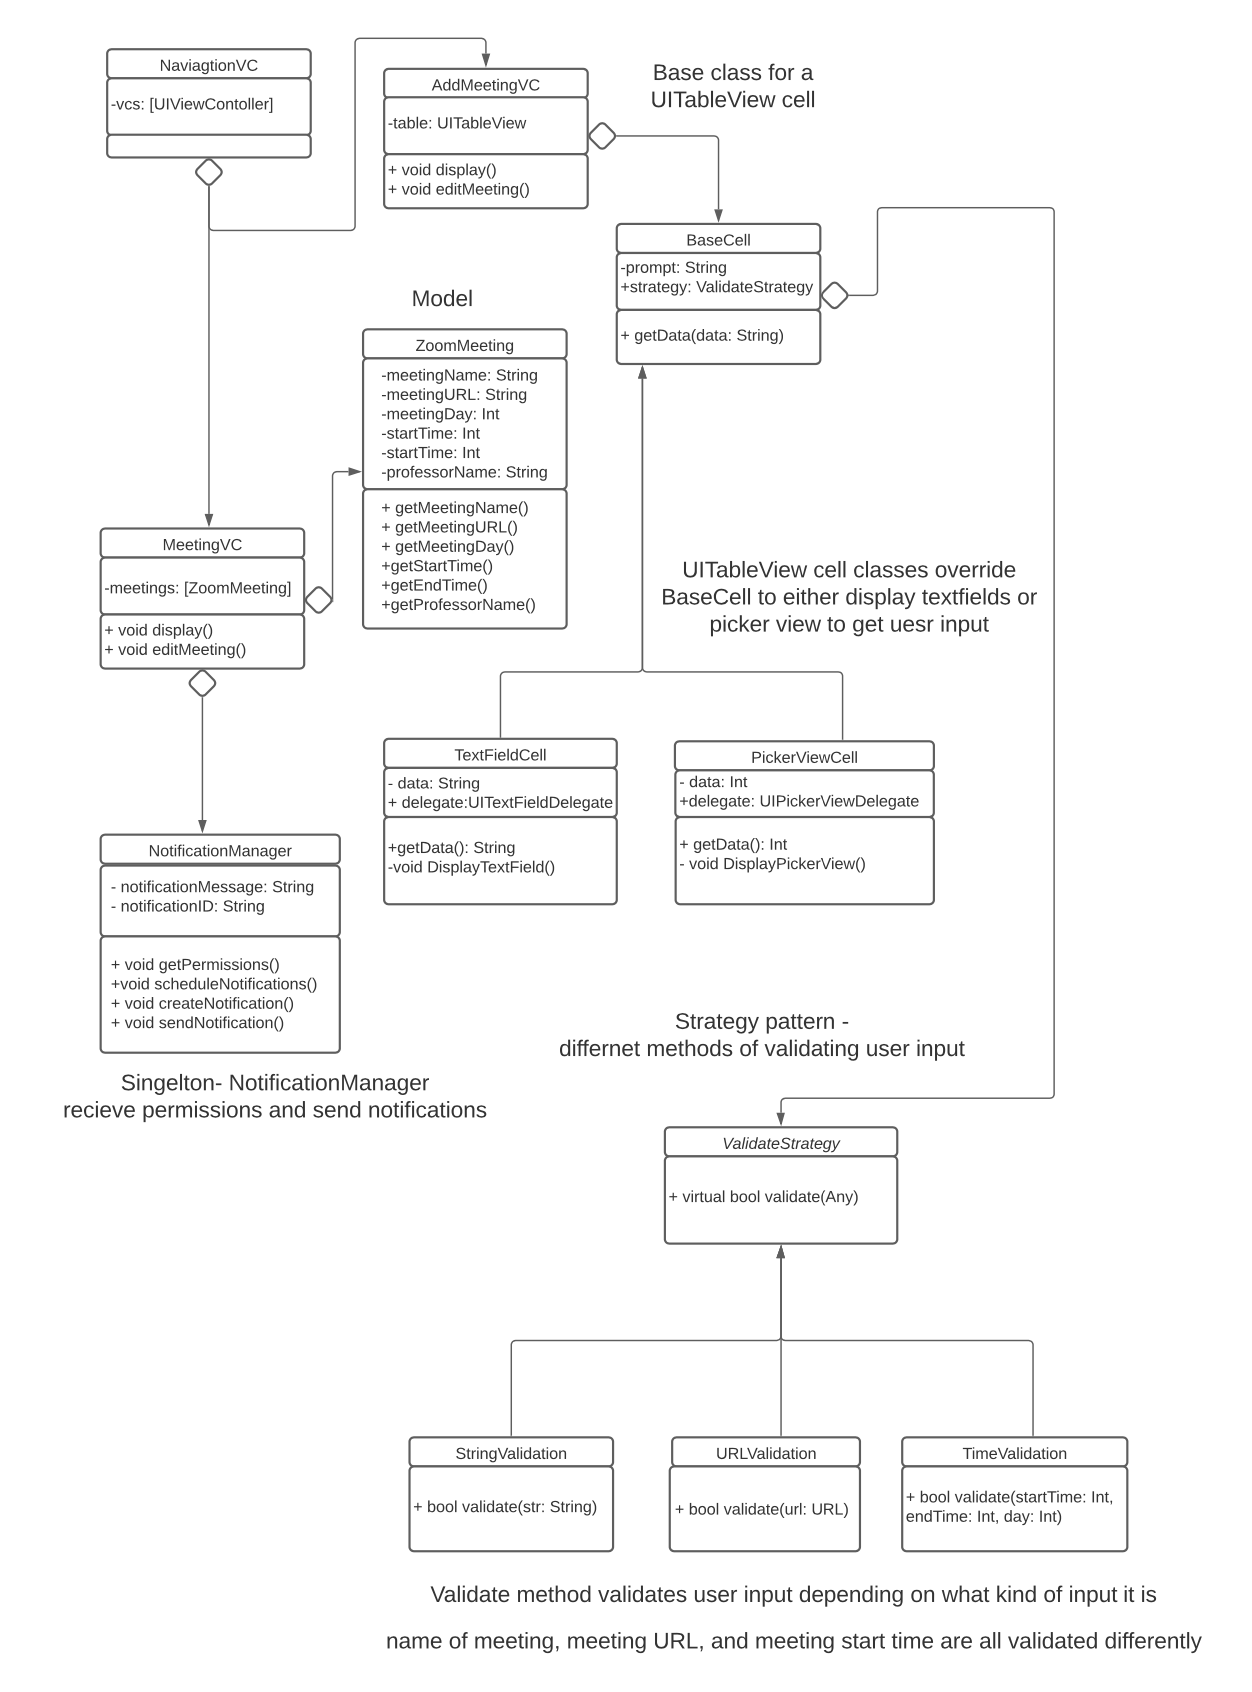 NaviagtionVC
-vcs: [UIViewContoller]
AddMeetingVC
-table: UITableView
+ void display()
+ void editMeeting()
Base class for a
UITableView cell
BaseCell
-prompt: String
+strategy: ValidateStrategy
+ getData(data: String)
Model
ZoomMeeting
-meetingName: String
-meetingURL: String
-meetingDay: Int
-startTime: Int
-startTime: Int
-professorName: String
+ getMeetingName()
+ getMeetingURL()
+ getMeetingDay()
+getStartTime()
+getEndTime()
+getProfessorName()
MeetingVC
-meetings: [ZoomMeeting]
+ void display()
+ void editMeeting()
UITableView cell classes override
BaseCell to either display textfields or
picker view to get uesr input
TextFieldCell
- data: String
+ delegate:UITextFieldDelegate
+getData(): String
-void DisplayTextField()
PickerViewCell
- data: Int
+delegate: UIPickerViewDelegate
+ getData(): Int
- void DisplayPickerView()
NotificationManager
- notificationMessage: String
- notificationID: String
+ void getPermissions()
+void scheduleNotifications()
+ void createNotification()
+ void sendNotification()
Singelton- NotificationManager
recieve permissions and send notifications
Strategy pattern -
differnet methods of validating user input
ValidateStrategy
+ virtual bool validate(Any)
StringValidation
+ bool validate(str: String)
URLValidation
+ bool validate(url: URL)
TimeValidation
+ bool validate(startTime: Int,
endTime: Int, day: Int)
Validate method validates user input depending on what kind of input it is
name of meeting, meeting URL, and meeting start time are all validated differently